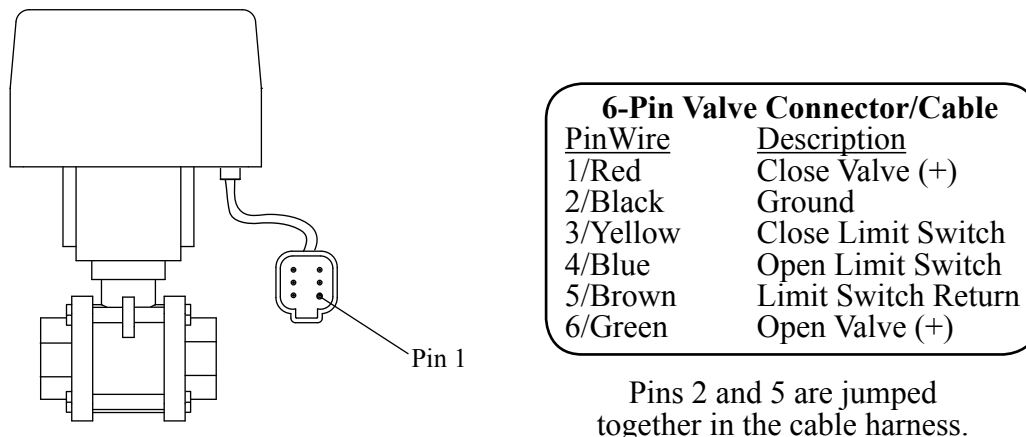 6-Pin Valve Connector/Cable
PinWire Description
1/Red Close Valve (+)
2/Black Ground
3/Yellow Close Limit Switch
4/Blue Open Limit Switch
5/Brown Limit Switch Return
6/Green Open Valve (+)
Pin 1
Pins 2 and 5 are jumped
together in the cable harness.